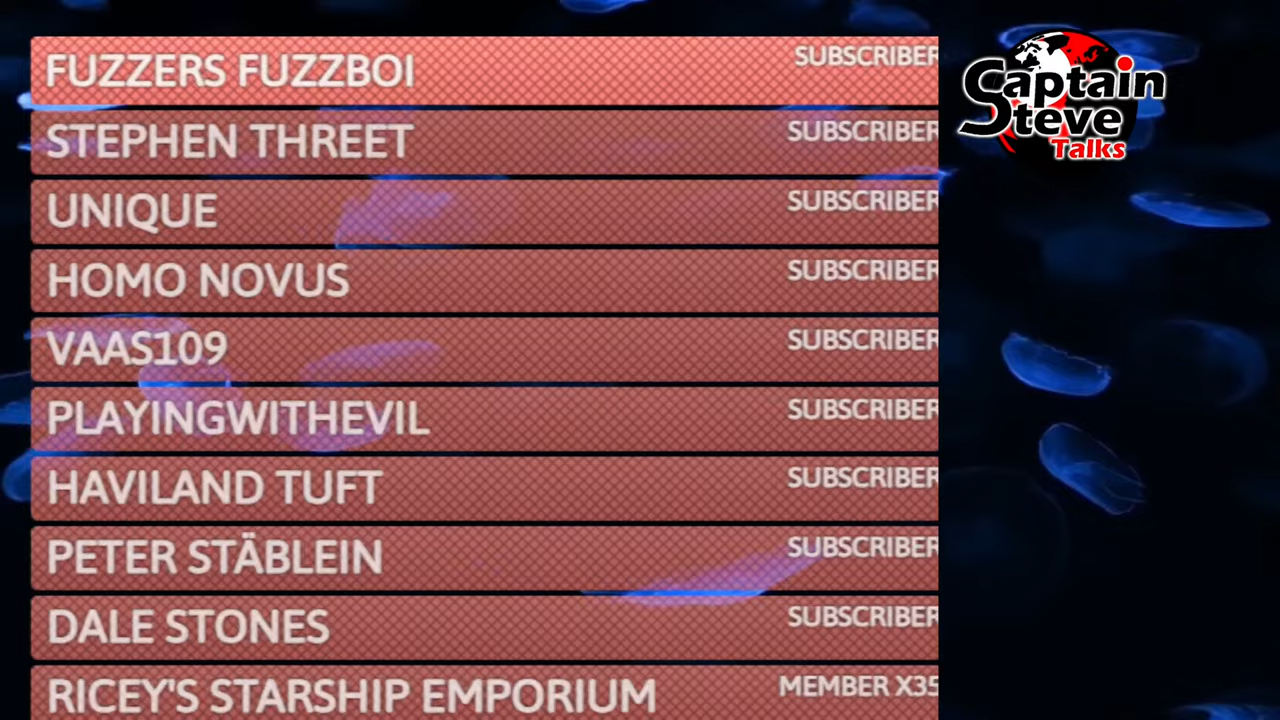 FUZZERS FUZZBOI SUBSCRIBER
STEPHEN THREET SUBSCRIBER
UNIQUE SUBSCRIBER
HOMO NOVUS SUBSCRIBER
VAAS109 SUBSCRIBER
PLAYINGWITHEVIL SUBSCRIBER
HAVILAND TUFT SUBSCRIBER
PETER STÄBLEIN SUBSCRIBER
DALE STONES SUBSCRIBER
RICEY'S STARSHIP EMPORIUM MEMBER X35
Captain
Steve
Talks